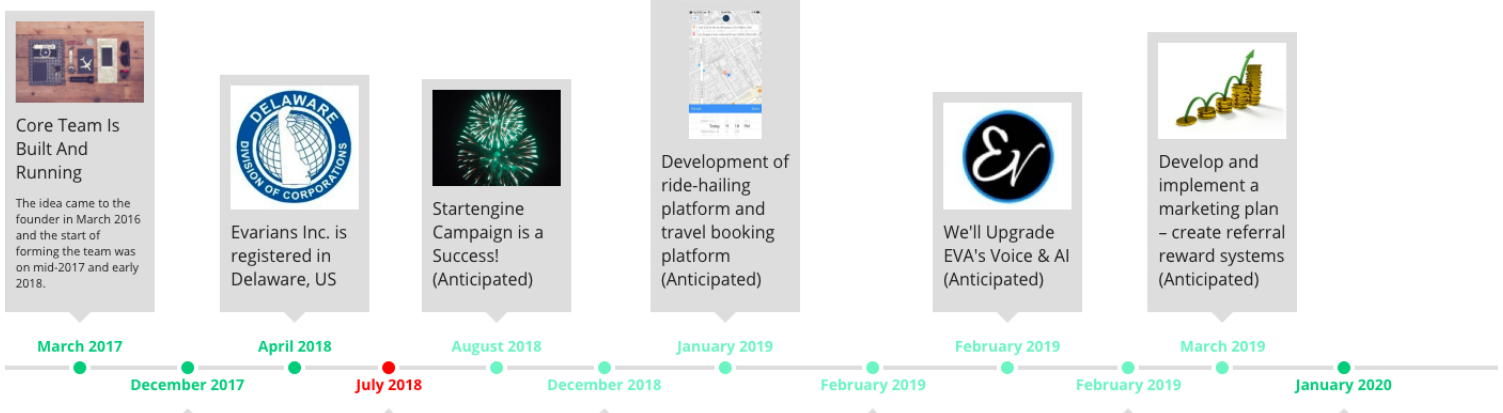 Core Team Is
Built And
Running
The idea came to the
founder in March 2016
and the start of
forming the team was
on mid-2017 and early
2018.
DELAWARE
DIVISION OF CORPORATIONS
Evarians Inc. is
registered in
Delaware, US
Startengine
Campaign is a
Success!
(Anticipated)
Development of
ride-hailing
platform and
travel booking
platform
(Anticipated)
Ev
We'll Upgrade
EVA's Voice & AI
(Anticipated)
Develop and
implement a
marketing plan
– create referral
reward systems
(Anticipated)
March 2017
April 2018
August 2018
January 2019
February 2019
March 2019
December 2017
July 2018
December 2018
February 2019
February 2019
January 2020